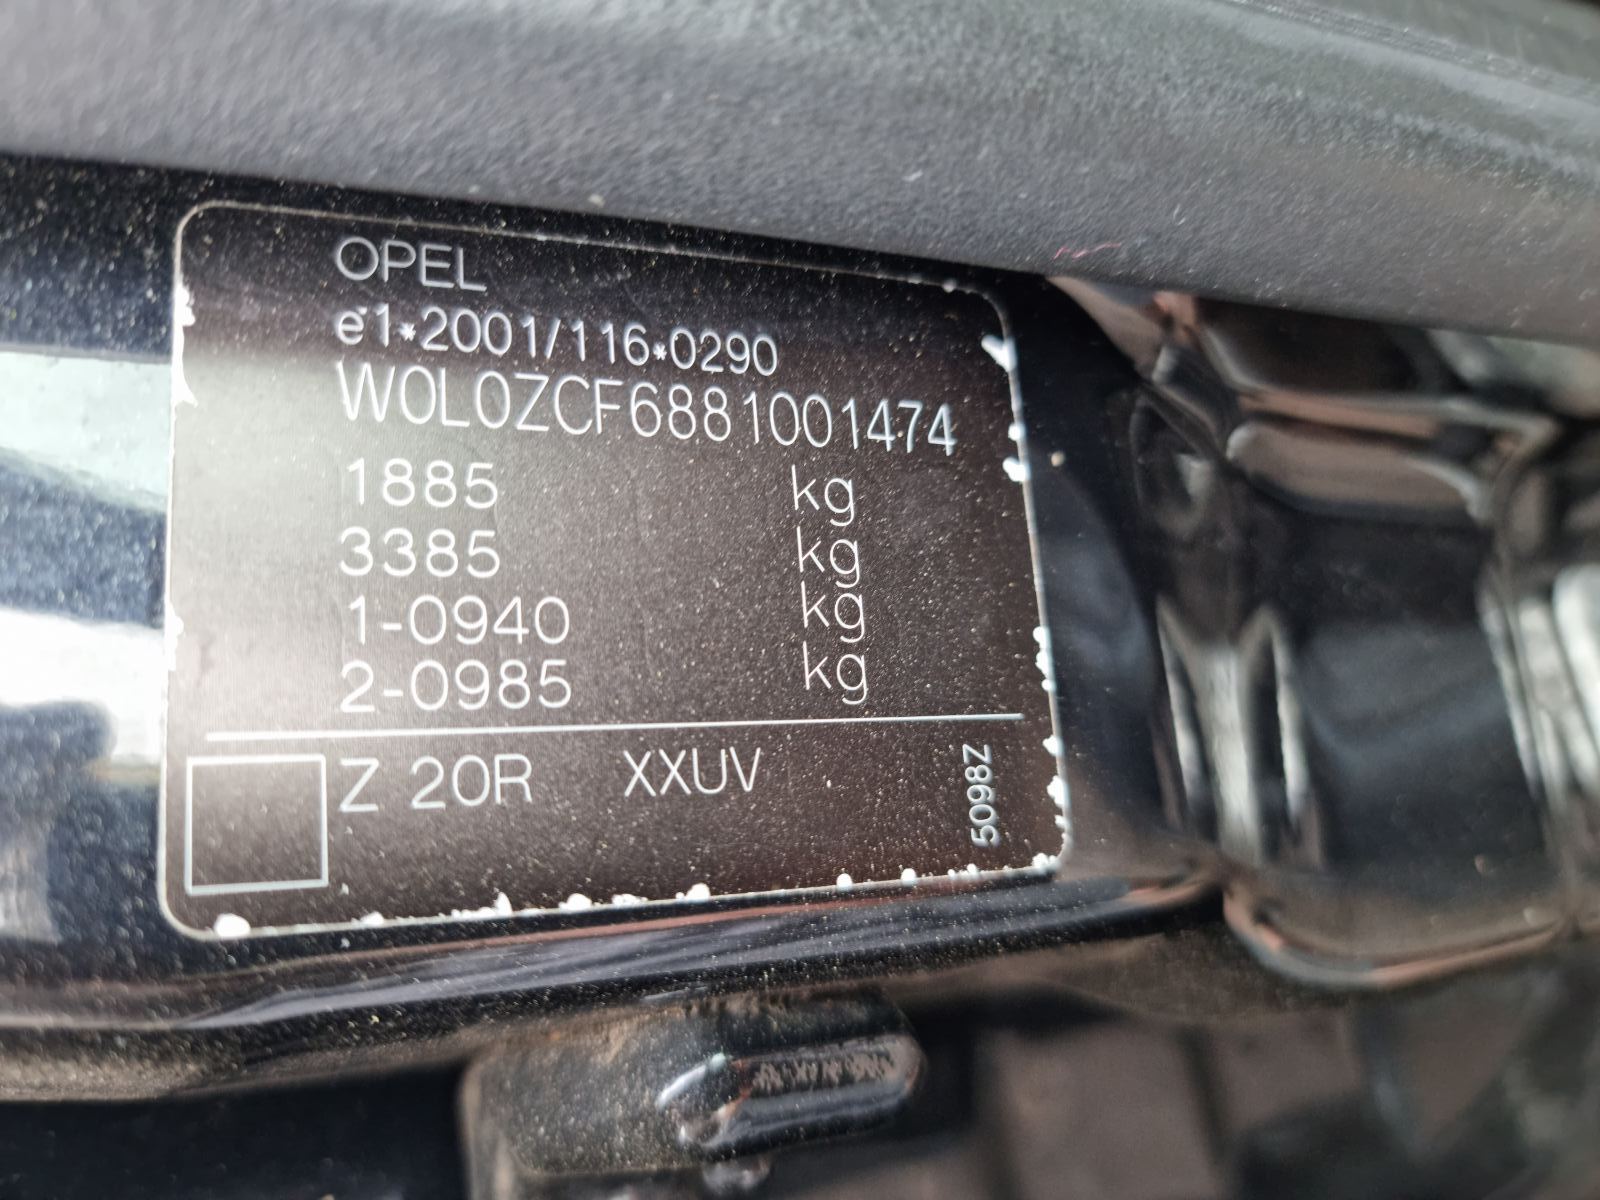 OPEL
e1*2001/116*0290
W0L0ZCF6881001474
1885 kg
3385 kg
1-0940 kg
2-0985 kg
Z 20R XXUV
5098Z